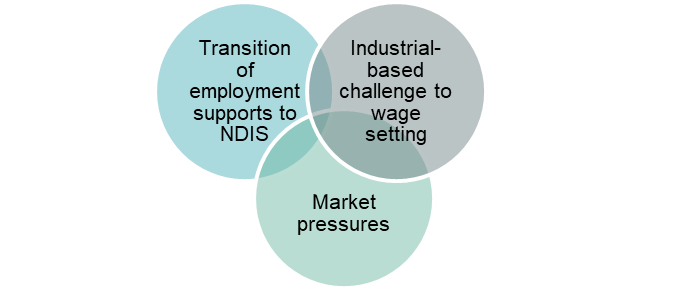 Transition
of
employment
supports to
NDIS
Industrial-
based
challenge to
wage
setting
Market
pressures